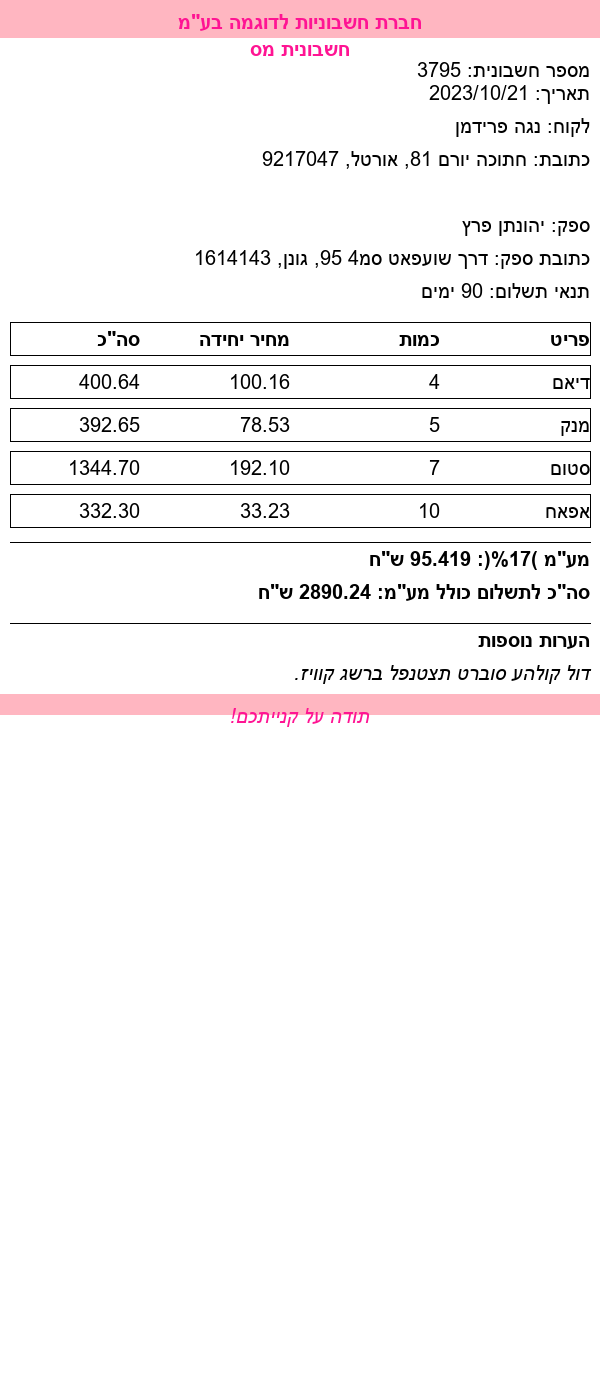 חברת חשבוניות לדוגמה בע"מ
חשבונית מס
מספר חשבונית: 3795
תאריך: 2023/10/21
לקוח: נגה פרידמן
כתובת: חתוכה יורם 81, אורטל, 9217047
ספק: יהונתן פרץ
כתובת ספק: דרך שועפאט סמ4 95, גונן, 1614143
תנאי תשלום: 90 ימים
פריט כמות מחיר יחידה סה"כ
דיאם 4 100.16 400.64
מנק 5 78.53 392.65
סטום 7 192.10 1344.70
אפאח 10 33.23 332.30
מע"מ )17%(: 95.419 ש"ח
סה"כ לתשלום כולל מע"מ: 2890.24 ש"ח
הערות נוספות
דול קולהע סוברט תצטנפל ברשג קוויז.
תודה על קנייתכם!